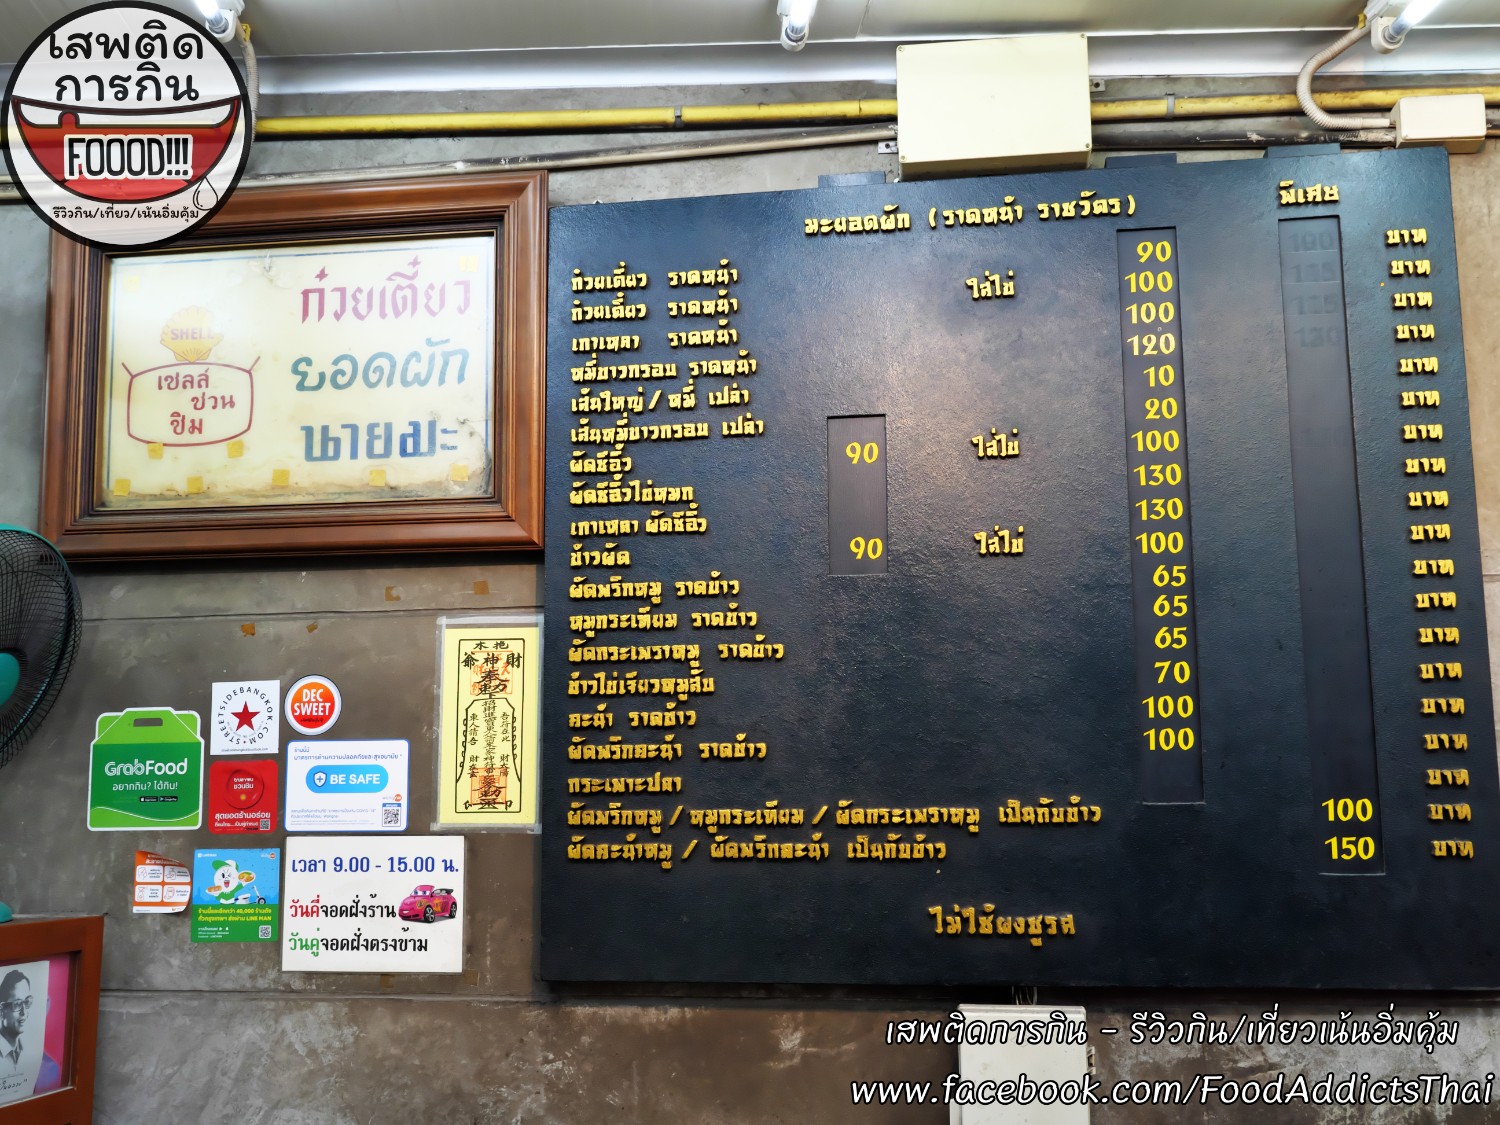 เสพติด
การกิน
FOOOD!!!
รีวิวกิน/เที่ยว/เน้นอิ่มคุ้ม
ก๋วยเตี๋ยว
ยอดผัก
นายมะ
SHELL
เชลล์
ชวน
ชิม
มะยอดผัก (ราดหน้า ราชวัตร)
พิเศษ
ก๋วยเตี๋ยว ราดหน้า 90 บาท
ก๋วยเตี๋ยว ราดหน้า ใส่ไข่ 100 บาท
เกาเหลา ราดหน้า 100 บาท
หมี่ขาวกรอบ ราดหน้า 120 บาท
เส้นใหญ่ / หมี่ เปล่า 10 บาท
เส้นหมี่ขาวกรอบ เปล่า 20 บาท
ผัดซีอิ้ว 90 ใส่ไข่ 100 บาท
ผัดซีอิ้วไข่หมก 130 บาท
เกาเหลา ผัดซีอิ้ว 130 บาท
ข้าวผัด 90 ใส่ไข่ 100 บาท
ผัดพริกหมู ราดข้าว 65 บาท
หมูกระเทียม ราดข้าว 65 บาท
ผัดกระเพราหมู ราดข้าว 65 บาท
ข้าวไข่เจียวหมูสับ 70 บาท
คะน้า ราดข้าว 100 บาท
ผัดพริกคะน้า ราดข้าว 100 บาท
กระเพาะปลา บาท
ผัดพริกหมู / หมูกระเทียม / ผัดกระเพราหมู เป็นกับข้าว 100 บาท
ผัดคะน้าหมู / ผัดพริกคะน้า เป็นกับข้าว 150 บาท
ไม่ใช้ผงชูรส
GrabFood
อยากกิน? ได้กิน!
STREETSIDEBANGKOK.COM
DEC
SWEET
BE SAFE
สุดยอดร้านอร่อย
เวลา 9.00 - 15.00 น.
วันคี่จอดฝั่งร้าน
วันคู่จอดฝั่งตรงข้าม
เสพติดการกิน - รีวิวกิน/เที่ยวเน้นอิ่มคุ้ม
www.facebook.com/FoodAddictsThai